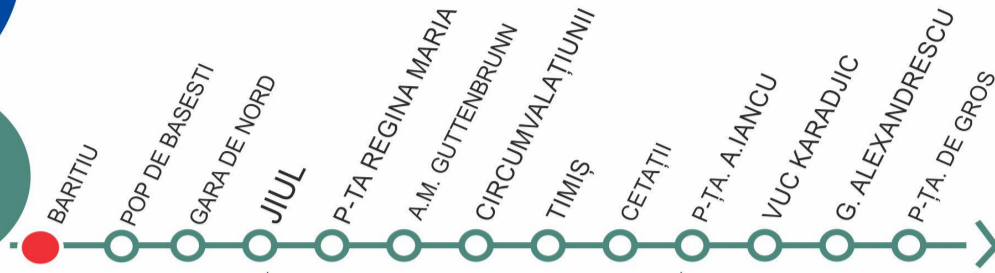 BARITIU
POP DE BASESTI
GARA DE NORD
JIUL
P-TA REGINA MARIA
A.M. GUTTENBRUNN
CIRCUMVALAȚIUNII
TIMIȘ
CETAȚII
P-ȚA. A.IANCU
VUC KARADJIC
G. ALEXANDRESCU
P-ȚA. DE GROS